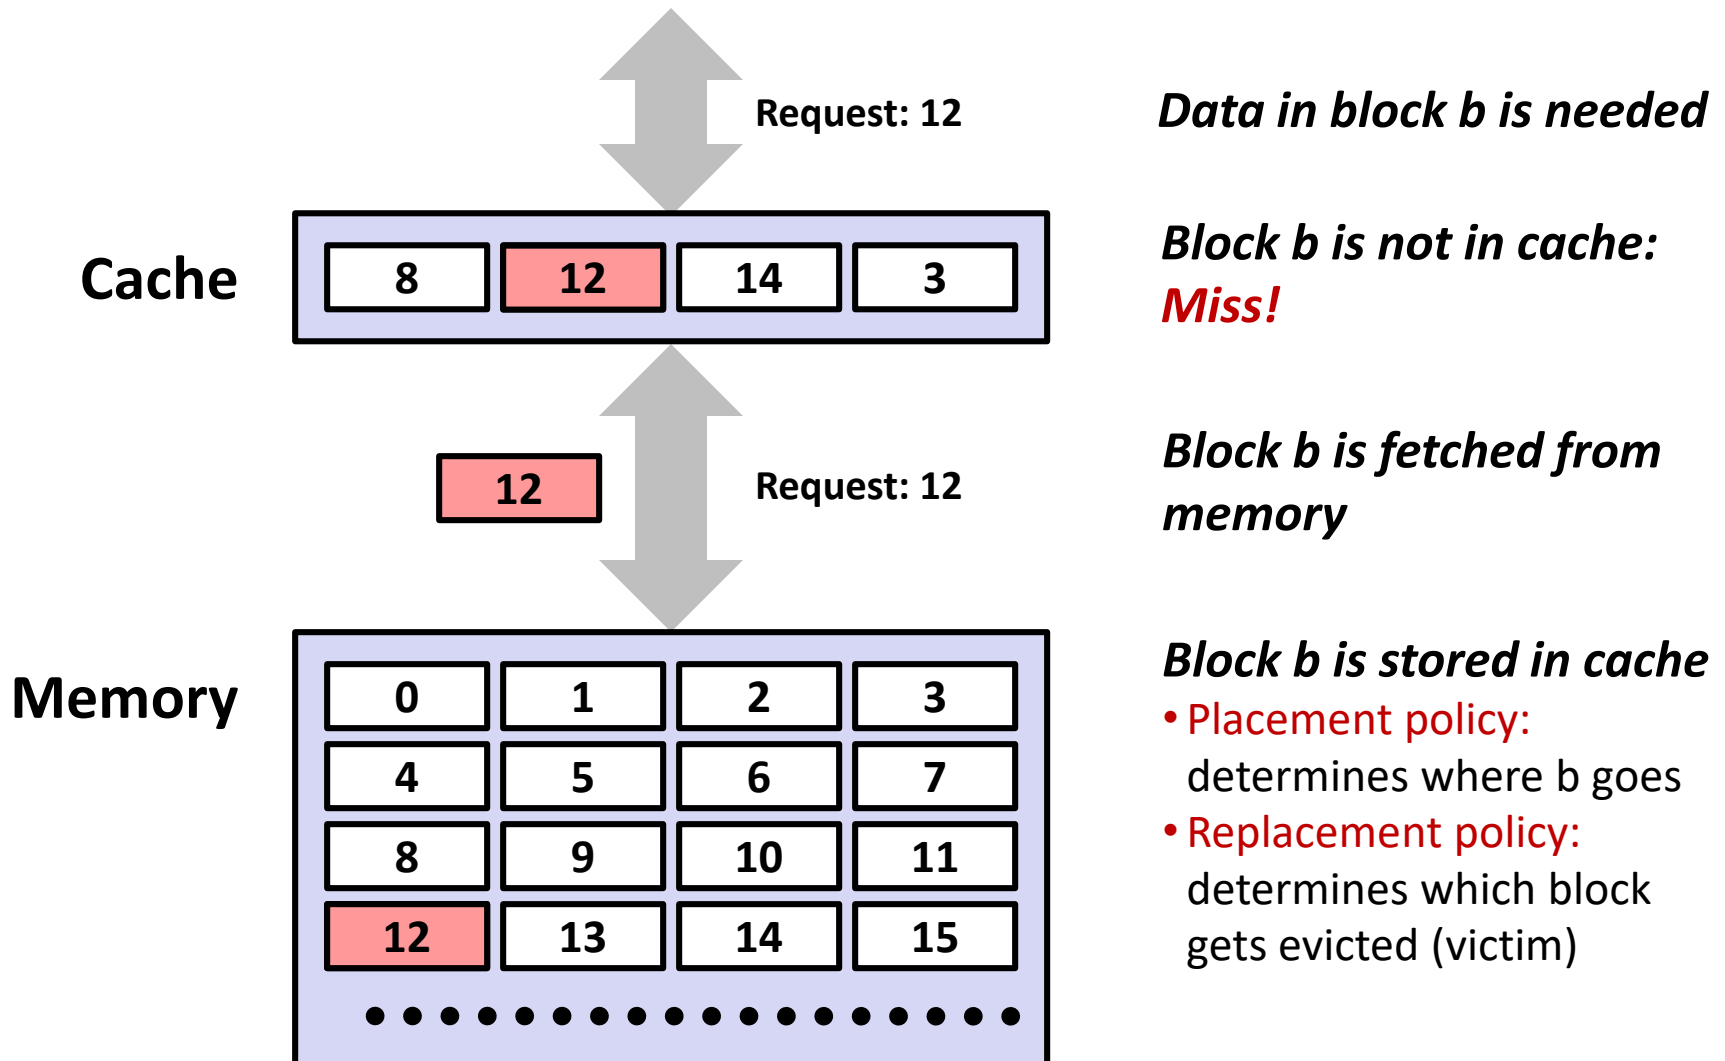 Request: 12
Data in block b is needed
Cache
8 12 14 3
Block b is not in cache:
Miss!
12
Request: 12
Block b is fetched from
memory
Memory
0 1 2 3
4 5 6 7
8 9 10 11
12 13 14 15
Block b is stored in cache
• Placement policy:
determines where b goes
• Replacement policy:
determines which block
gets evicted (victim)